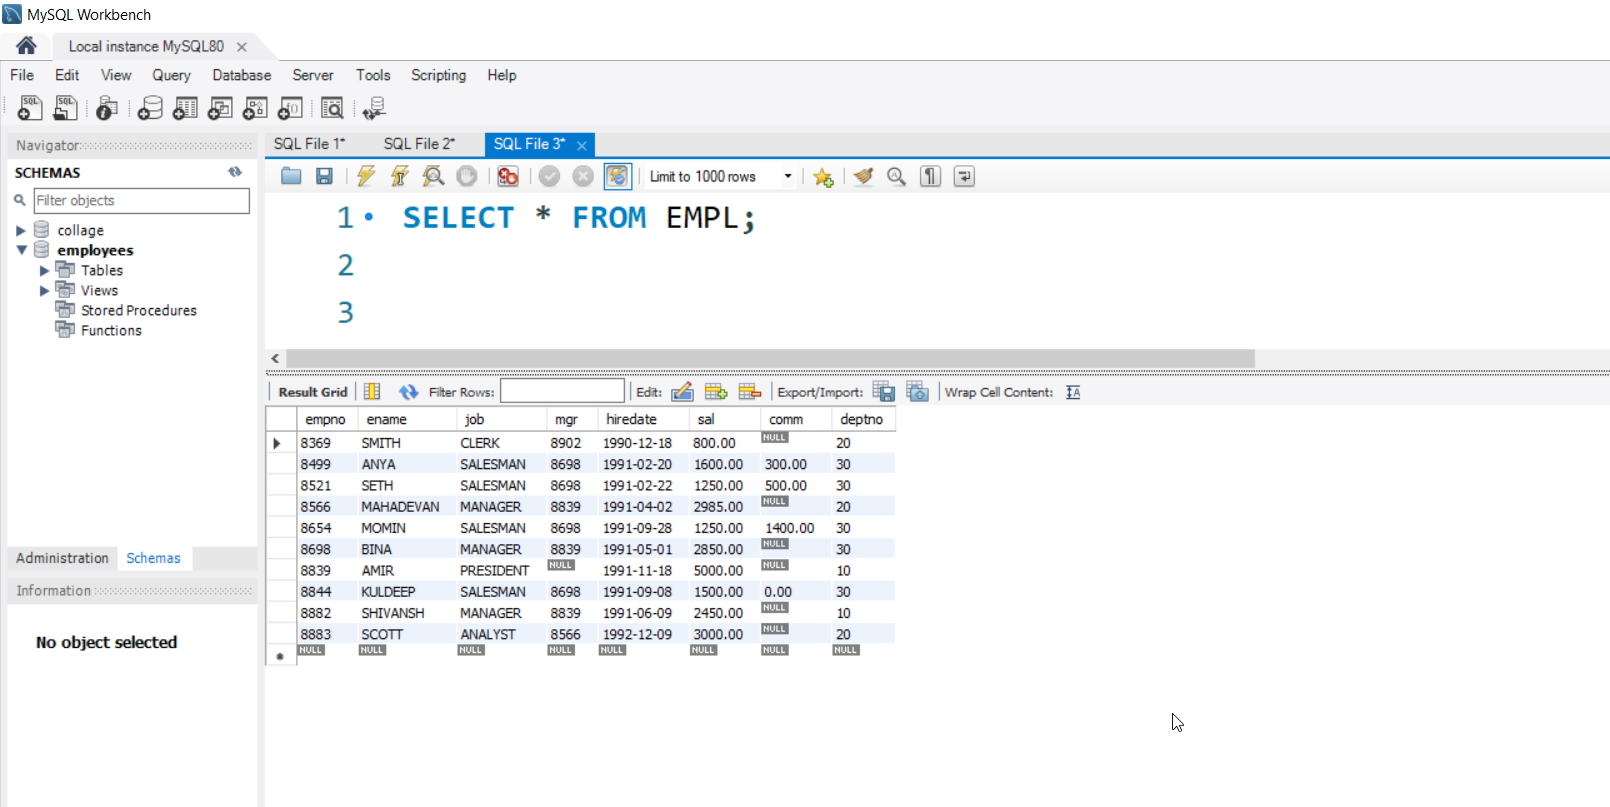 MySQL Workbench
Local instance MySQL80
File Edit View Query Database Server Tools Scripting Help
Navigator
SCHEMAS
Filter objects
collage
employees
Tables
Views
Stored Procedures
Functions
Administration Schemas
Information
No object selected
SQL File 1* SQL File 2* SQL File 3*
Limit to 1000 rows
1 SELECT * FROM EMPL;
2
3
Result Grid Filter Rows: Edit: Export/Import: Wrap Cell Content:
empno ename job mgr hiredate sal comm deptno
8369 SMITH CLERK 8902 1990-12-18 800.00 NULL 20
8499 ANYA SALESMAN 8698 1991-02-20 1600.00 300.00 30
8521 SETH SALESMAN 8698 1991-02-22 1250.00 500.00 30
8566 MAHADEVAN MANAGER 8839 1991-04-02 2985.00 NULL 20
8654 MOMIN SALESMAN 8698 1991-09-28 1250.00 1400.00 30
8698 BINA MANAGER 8839 1991-05-01 2850.00 NULL 30
8839 AMIR PRESIDENT NULL 1991-11-18 5000.00 NULL 10
8844 KULDEEP SALESMAN 8698 1991-09-08 1500.00 0.00 30
8882 SHIVANSH MANAGER 8839 1991-06-09 2450.00 NULL 10
8883 SCOTT ANALYST 8566 1992-12-09 3000.00 NULL 20
NULL NULL NULL NULL NULL NULL NULL NULL